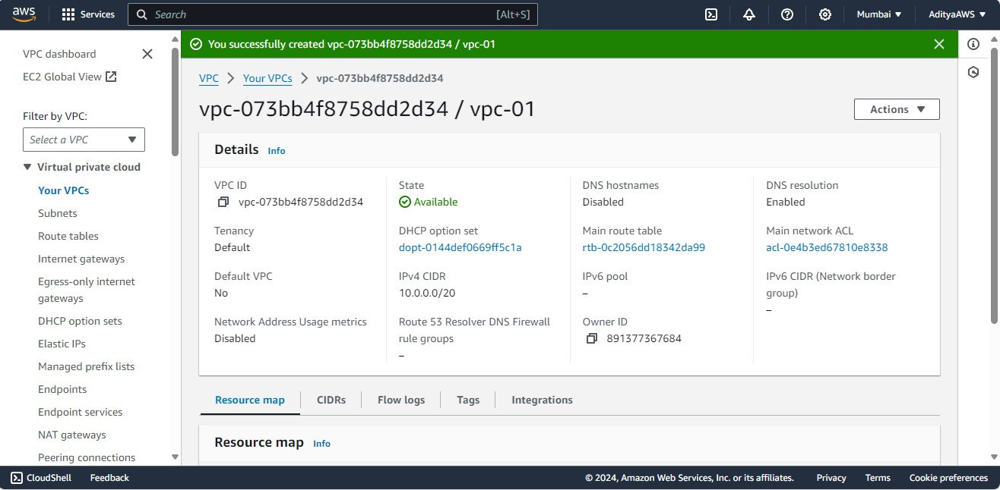 aws
Services
Search
[Alt+S]
Mumbai
AdityaAWS
VPC dashboard
EC2 Global View
Filter by VPC:
Select a VPC
Virtual private cloud
Your VPCs
Subnets
Route tables
Internet gateways
Egress-only internet
gateways
DHCP option sets
Elastic IPs
Managed prefix lists
Endpoints
Endpoint services
NAT gateways
Peering connections
You successfully created vpc-073bb4f8758dd2d34 / vpc-01
VPC
Your VPCs
vpc-073bb4f8758dd2d34
vpc-073bb4f8758dd2d34 / vpc-01
Actions
Details Info
VPC ID
vpc-073bb4f8758dd2d34
State
Available
DNS hostnames
Disabled
DNS resolution
Enabled
Tenancy
Default
DHCP option set
dopt-0144def0669ff5c1a
Main route table
rtb-0c2056dd18342da99
Main network ACL
acl-0e4b3ed67810e8338
Default VPC
No
IPv4 CIDR
10.0.0.0/20
IPv6 pool
–
IPv6 CIDR (Network border
group)
–
Network Address Usage metrics
Disabled
Route 53 Resolver DNS Firewall
rule groups
–
Owner ID
891377367684
Resource map
CIDRs
Flow logs
Tags
Integrations
Resource map Info
CloudShell
Feedback
© 2024, Amazon Web Services, Inc. or its affiliates.
Privacy
Terms
Cookie preferences